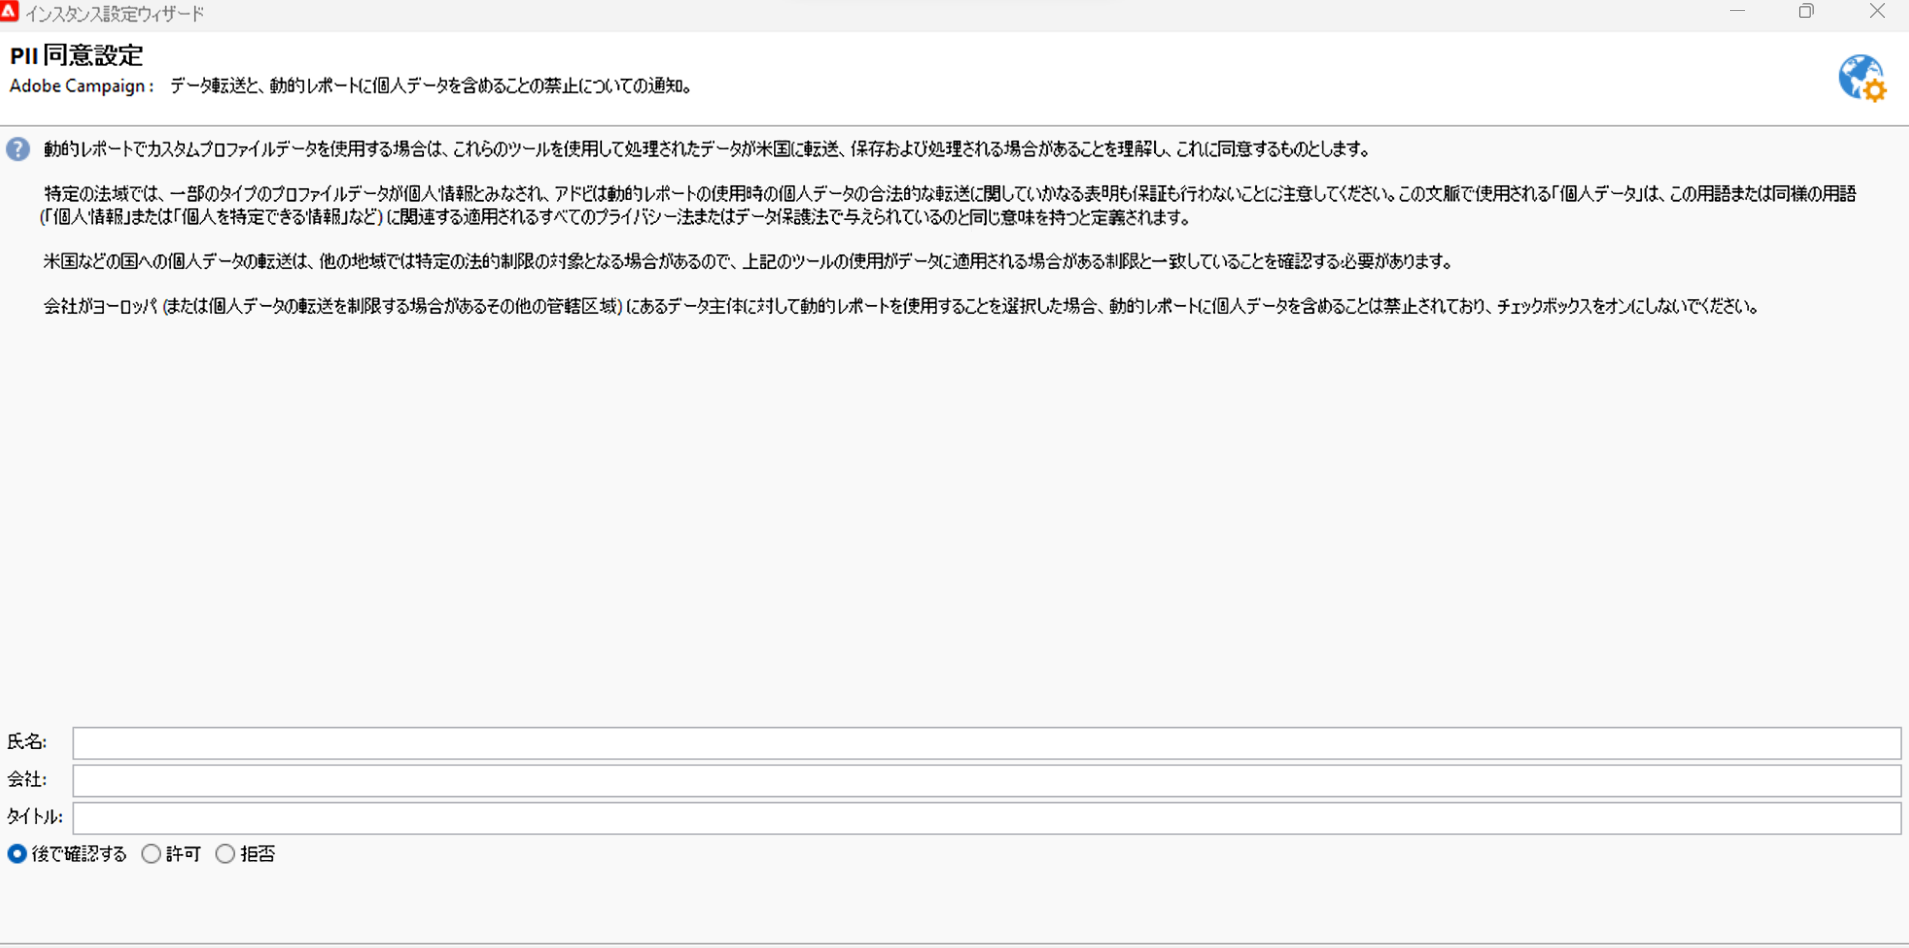 インスタンス設定ウィザード
PII 同意設定
Adobe Campaign : データ転送と、動的レポートに個人データを含めることの禁止についての通知。
動的レポートでカスタムプロファイルデータを使用する場合は、これらのツールを使用して処理されたデータが米国に転送、保存および処理される場合があることを理解し、これに同意するものとします。
特定の法域では、一部のタイプのプロファイルデータが個人情報とみなされ、アドビは動的レポートの使用時の個人データの合法的な転送に関していかなる表明も保証も行わないことに注意してください。この文脈で使用される「個人データ」は、この用語または同様の用語
(「個人情報」または「個人を特定できる情報」など) に関連する適用されるすべてのプライバシー法またはデータ保護法で与えられているのと同じ意味を持つと定義されます。
米国などの国への個人データの転送は、他の地域では特定の法的制限の対象となる場合があるので、上記のツールの使用がデータに適用される場合がある制限と一致していることを確認する必要があります。
会社がヨーロッパ (または個人データの転送を制限する場合があるその他の管轄区域) にあるデータ主体に対して動的レポートを使用することを選択した場合、動的レポートに個人データを含めることは禁止されており、チェックボックスをオンにしないでください。
氏名:
会社:
タイトル:
後で確認する 許可 拒否